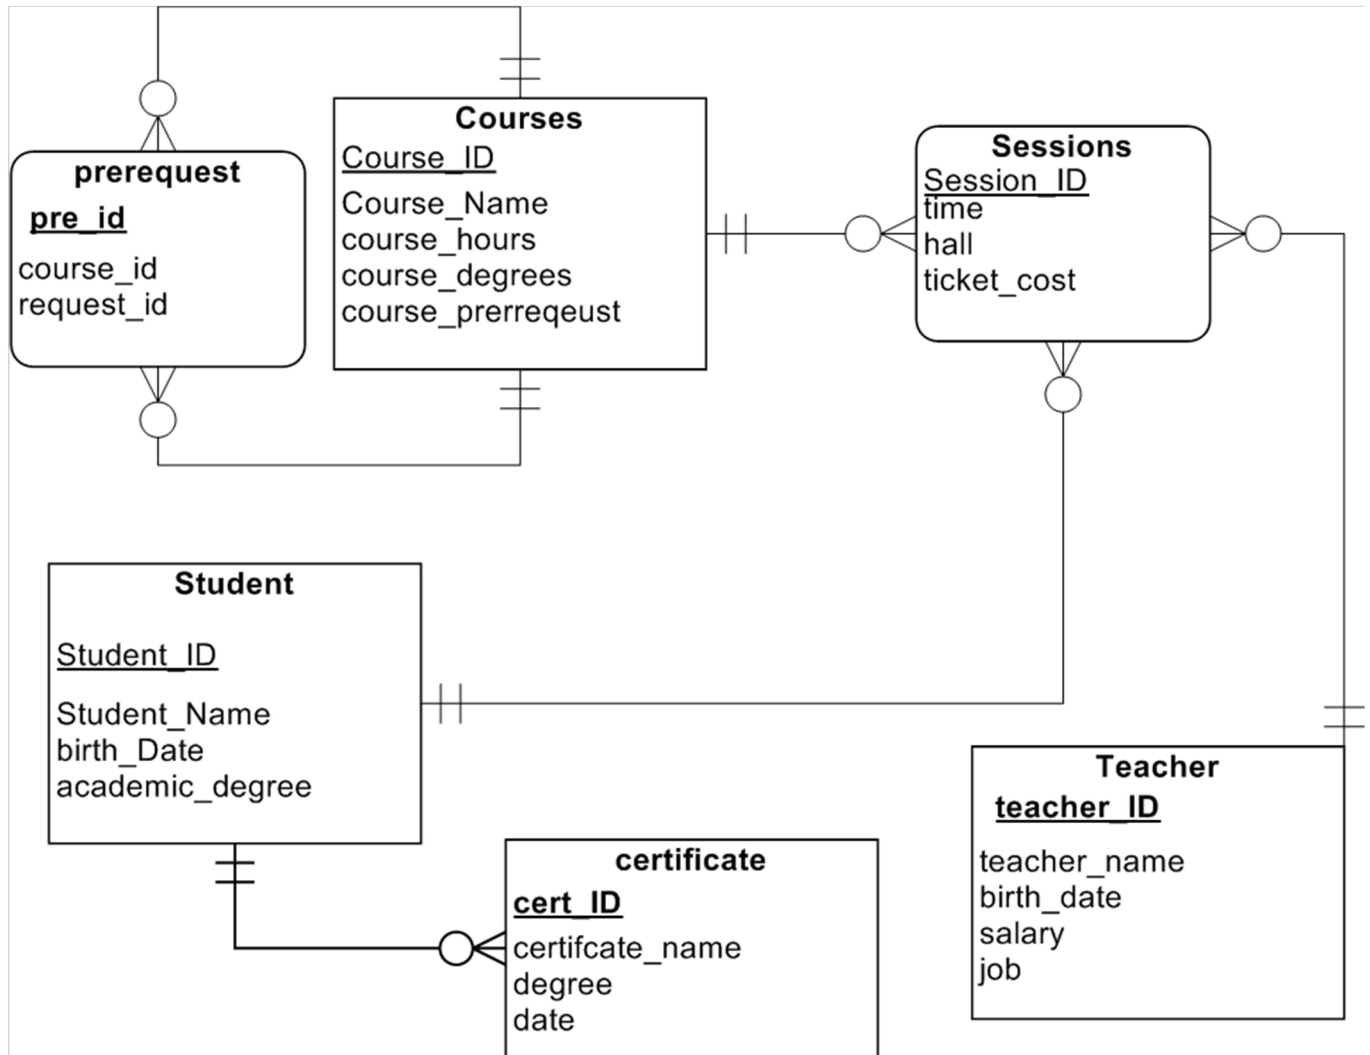 prerequest
pre_id
course_id
request_id
Courses
Course_ID
Course_Name
course_hours
course_degrees
course_prerreqeust
Sessions
Session_ID
time
hall
ticket_cost
Student
Student_ID
Student_Name
birth_Date
academic_degree
certificate
cert_ID
certifcate_name
degree
date
Teacher
teacher_ID
teacher_name
birth_date
salary
job